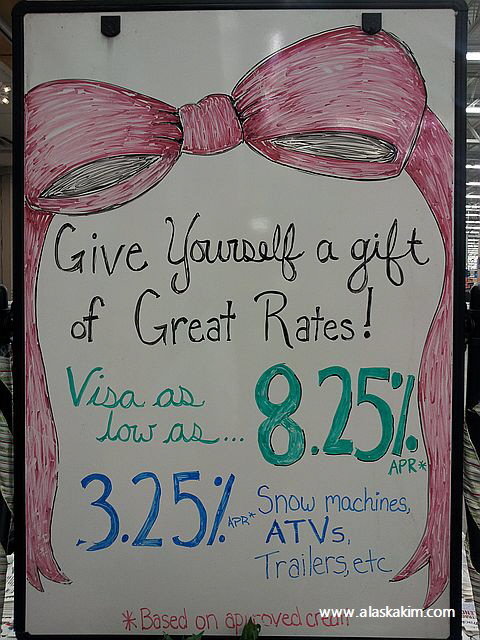 Give Yourself a gift
of Great Rates!
Visa as
low as... 8.25%
APR*
3.25% APR* Snow machines,
ATVs,
Trailers, etc
* Based on approved credit
www.alaskakim.com